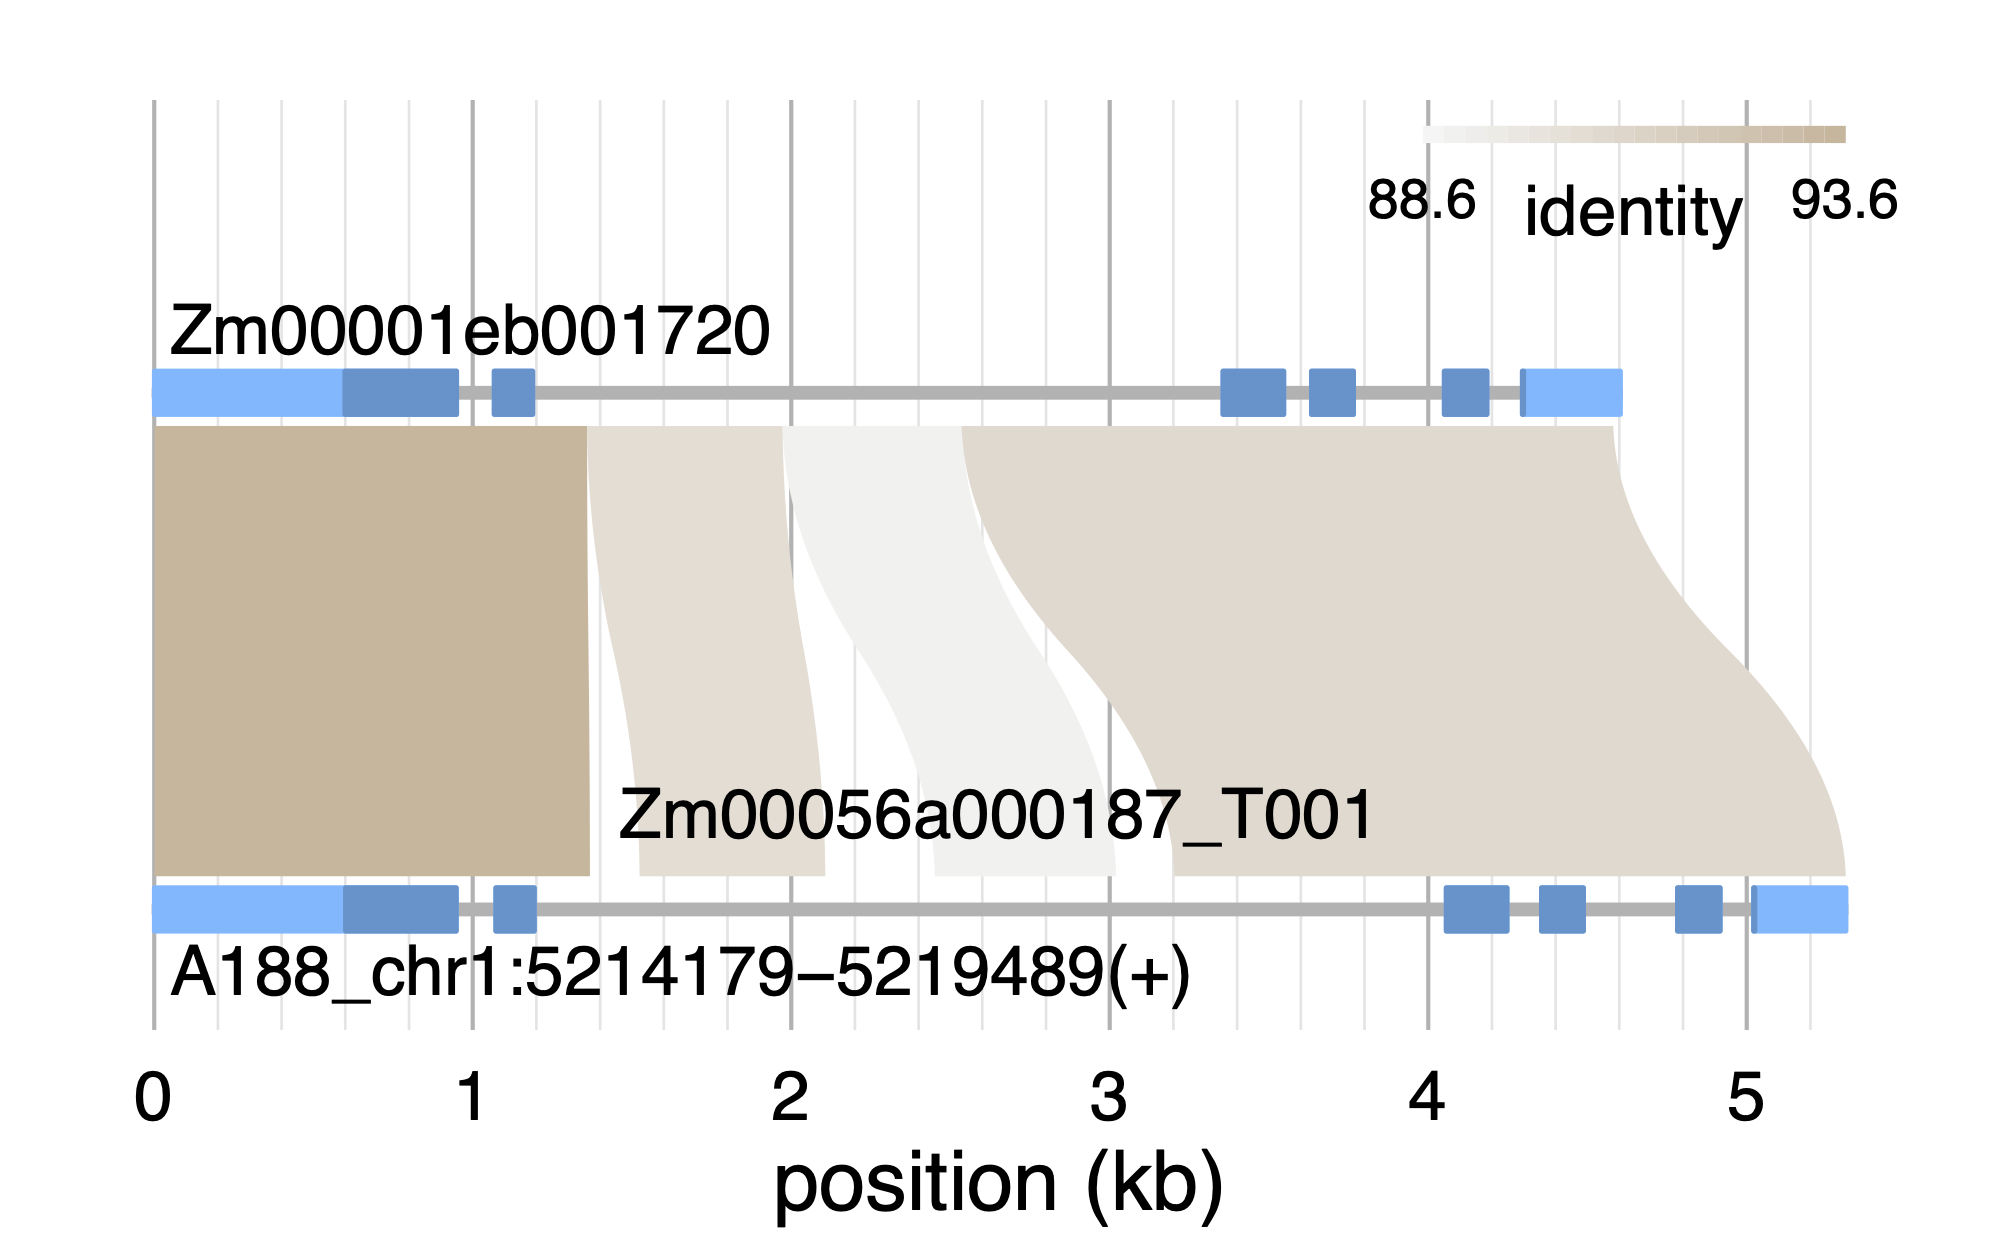 88.6 identity 93.6
Zm00001eb001720
Zm00056a000187_T001
A188_chr1:5214179−5219489(+)
0 1 2 3 4 5
position (kb)